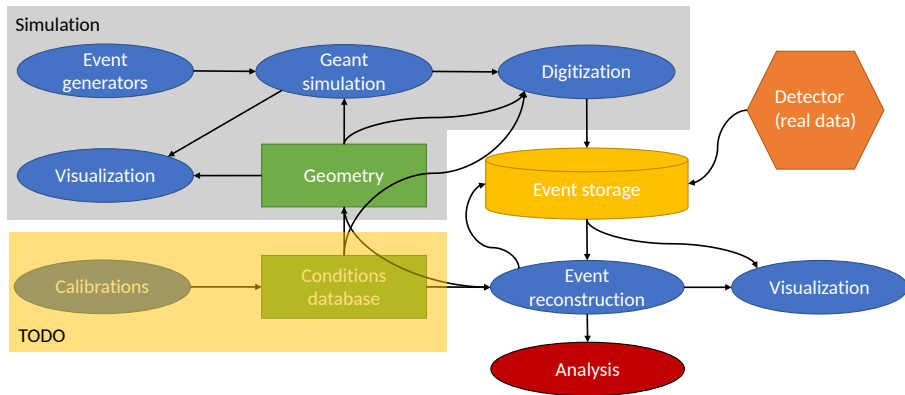 Simulation
Event
generators
Geant
simulation
Digitization
Detector
(real data)
Visualization
Geometry
Event storage
Calibrations
Conditions
database
Event
reconstruction
Visualization
TODO
Analysis